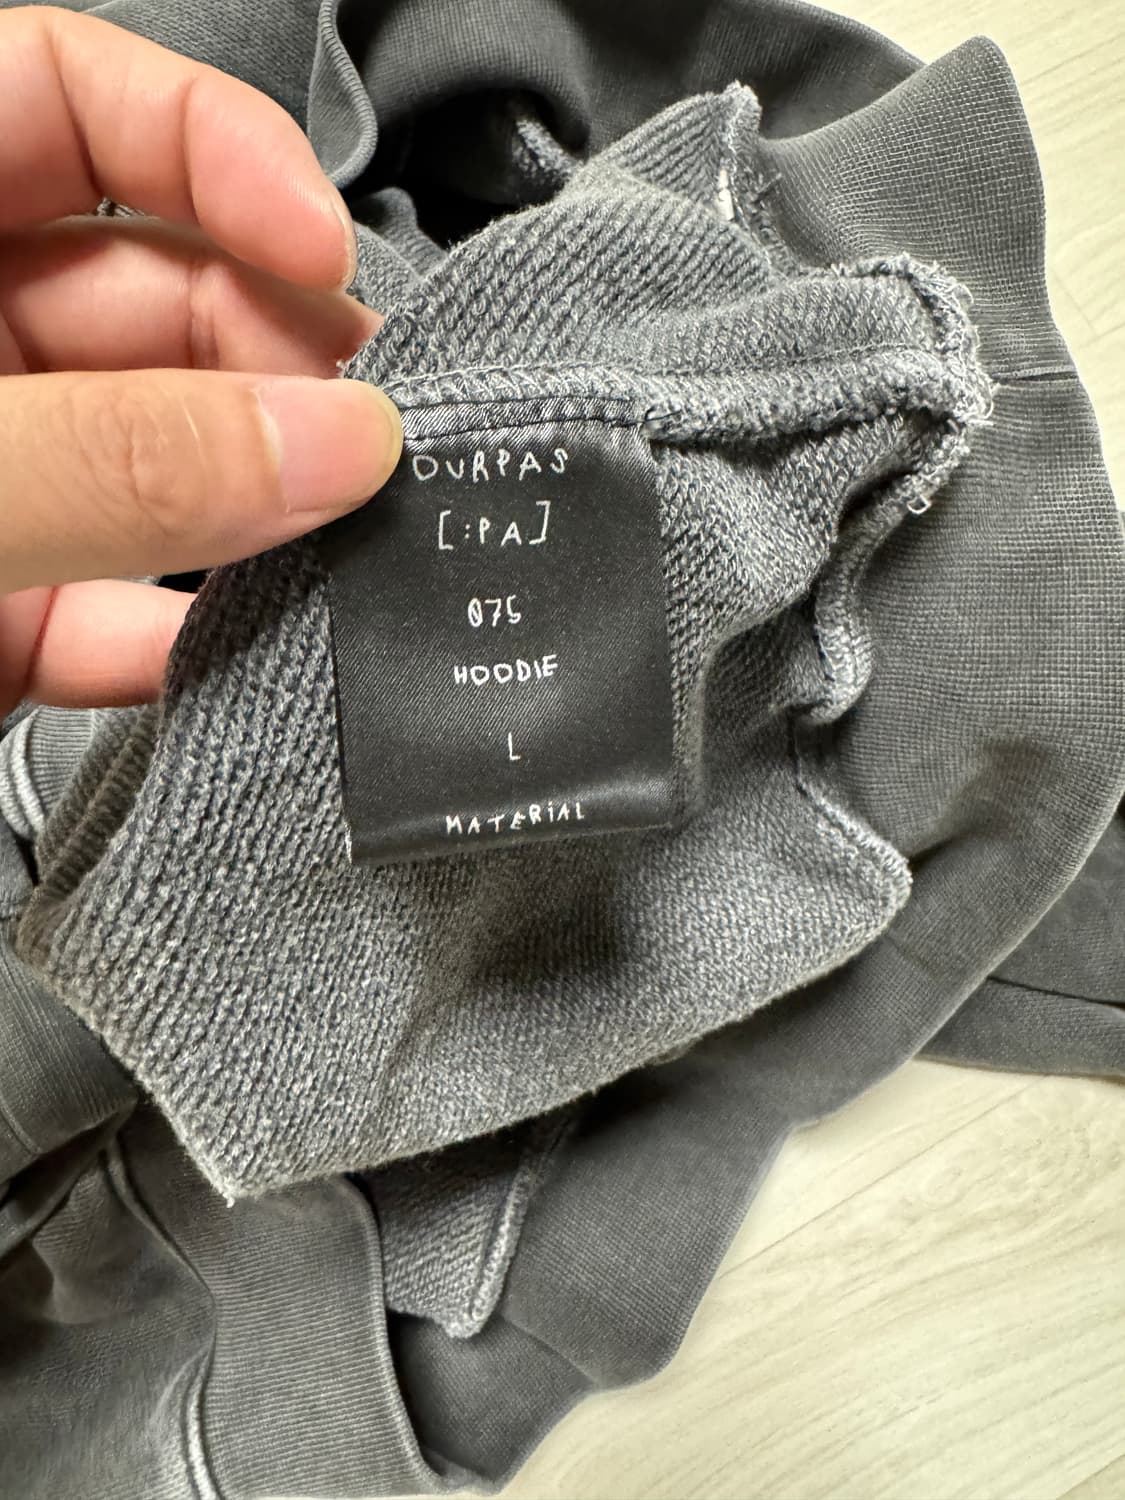 OURPAS
[:PA]
075
HOODIE
L
MATERiAL